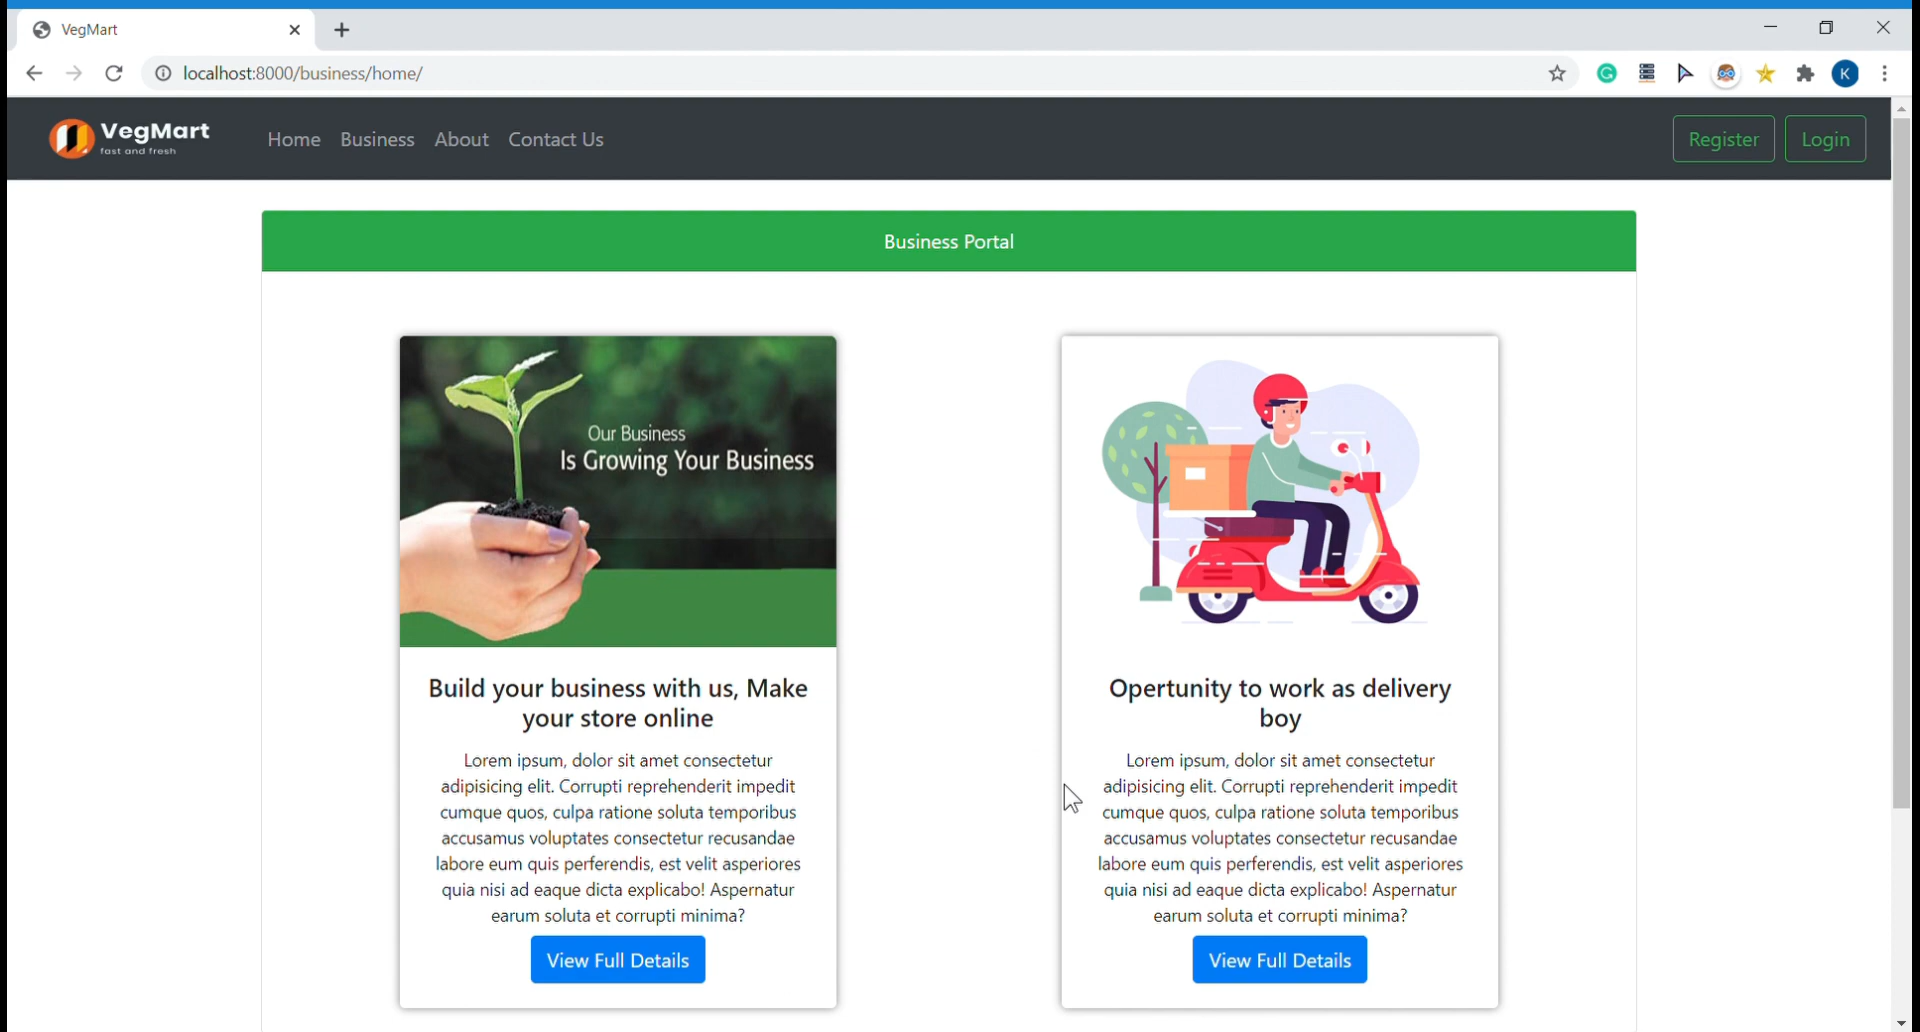 VegMart
localhost:8000/business/home/
K
VegMart
fast and fresh
Home Business About Contact Us
Register Login
Business Portal
Our Business
Is Growing Your Business
Build your business with us, Make
your store online
Lorem ipsum, dolor sit amet consectetur
adipisicing elit. Corrupti reprehenderit impedit
cumque quos, culpa ratione soluta temporibus
accusamus voluptates consectetur recusandae
labore eum quis perferendis, est velit asperiores
quia nisi ad eaque dicta explicabo! Aspernatur
earum soluta et corrupti minima?
View Full Details
Opertunity to work as delivery
boy
Lorem ipsum, dolor sit amet consectetur
adipisicing elit. Corrupti reprehenderit impedit
cumque quos, culpa ratione soluta temporibus
accusamus voluptates consectetur recusandae
labore eum quis perferendis, est velit asperiores
quia nisi ad eaque dicta explicabo! Aspernatur
earum soluta et corrupti minima?
View Full Details